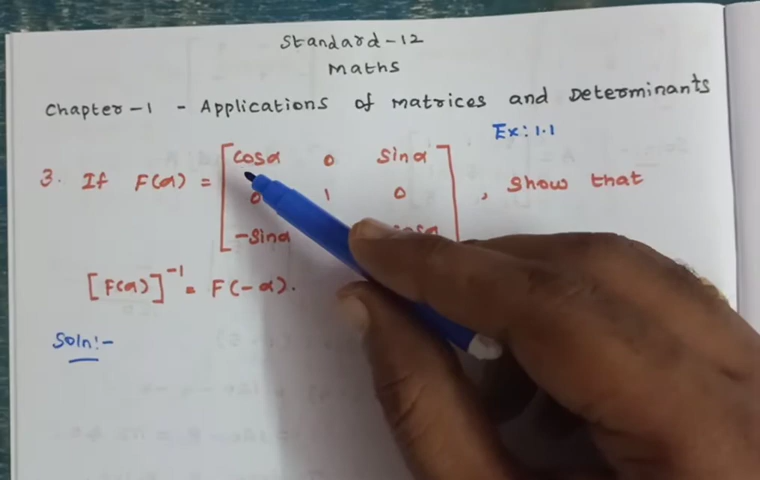 Standard-12
Maths
Chapter-1 - Applications of Matrices and Determinants
Ex: 1.1
3. If F(α) = [cosα 0 sinα
0 1 0 , Show that
-sinα cosα]
[F(α)]⁻¹ = F(-α).
Soln:-